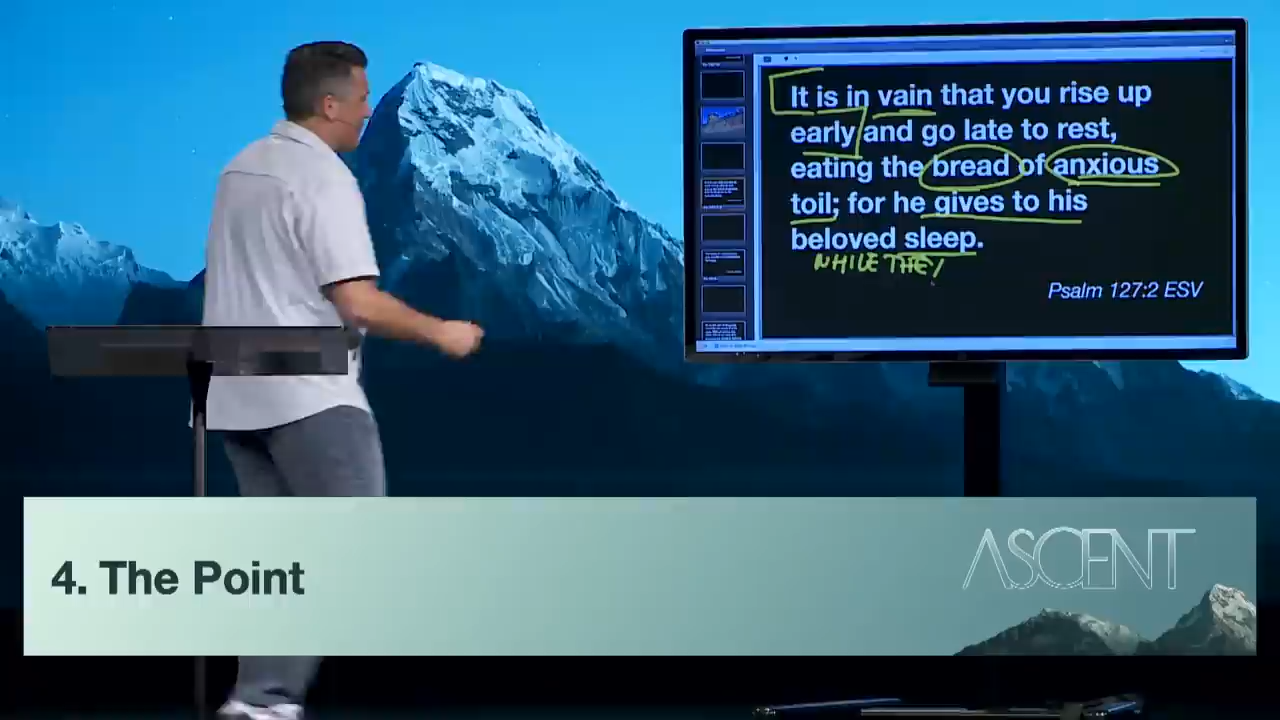 It is in vain that you rise up
early and go late to rest,
eating the bread of anxious
toil; for he gives to his
beloved sleep.
WHILE THEY
Psalm 127:2 ESV
4. The Point
ASCENT